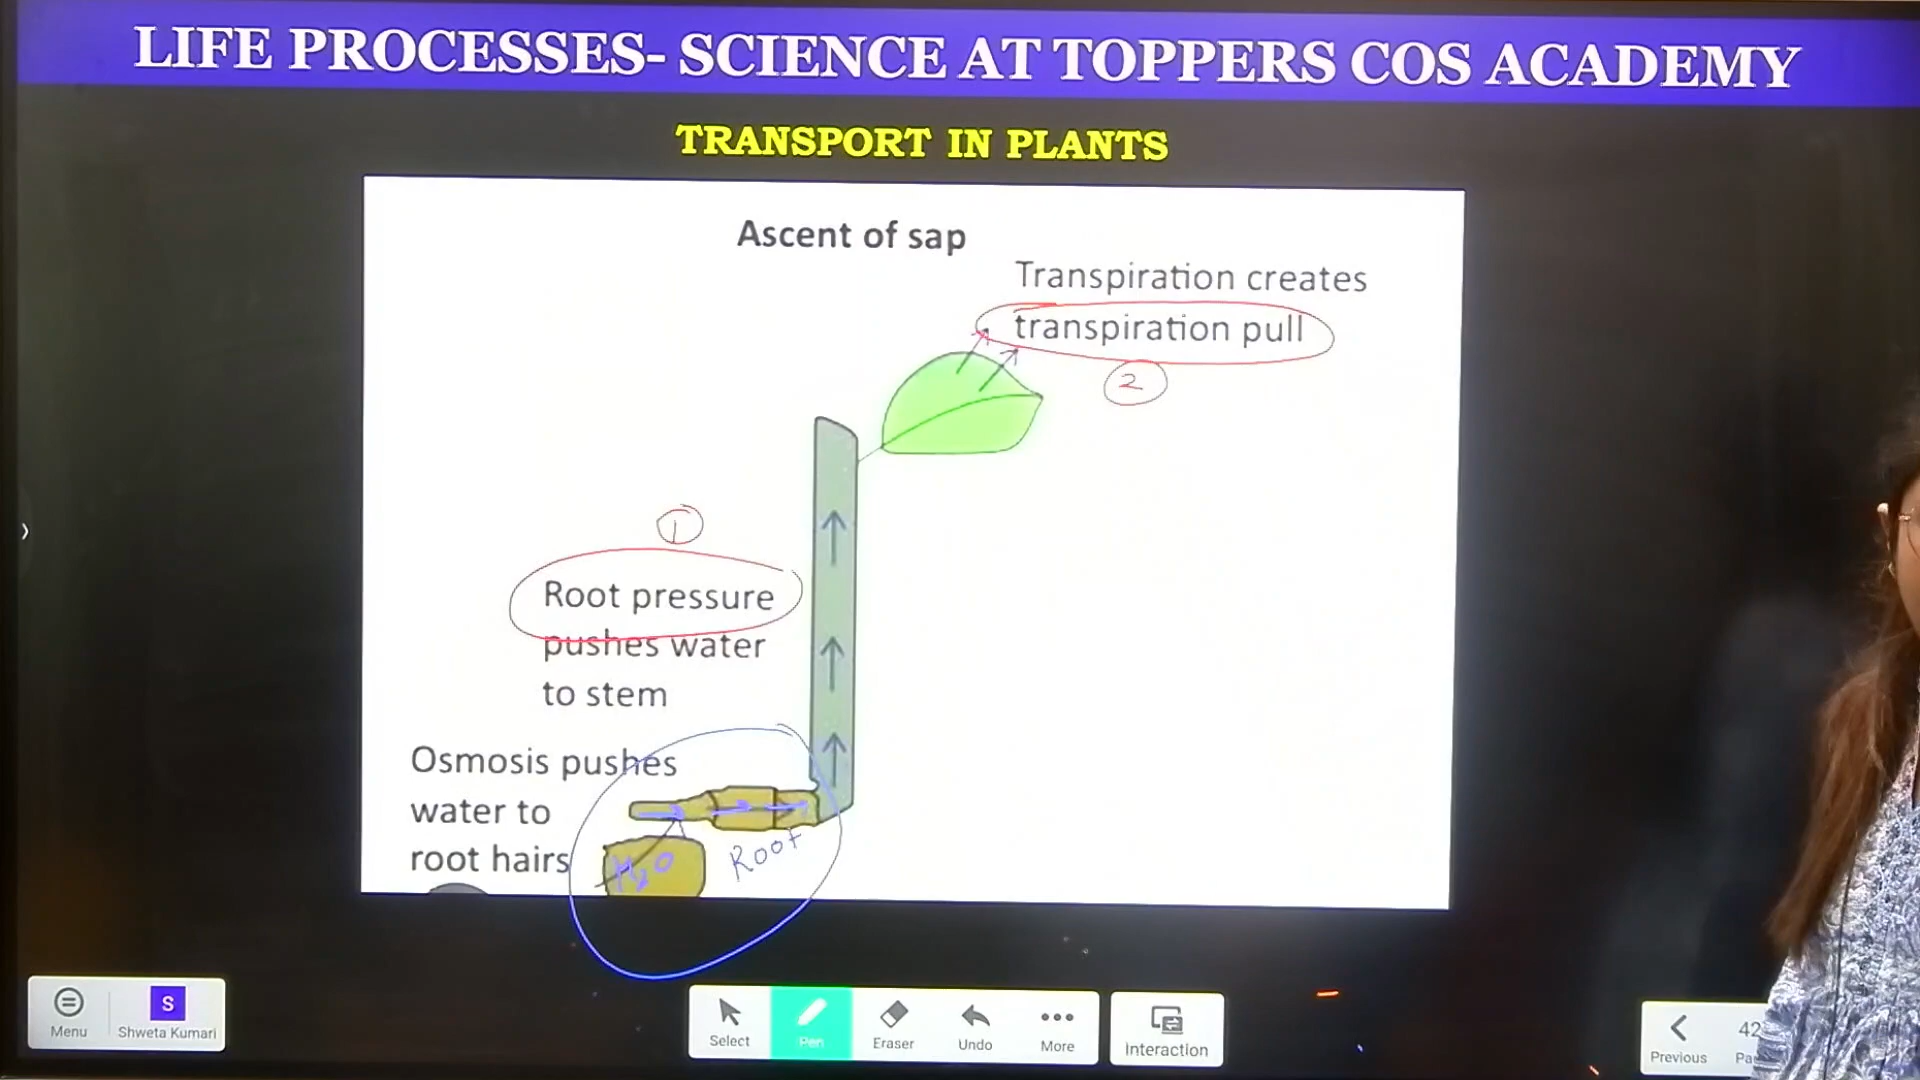 LIFE PROCESSES- SCIENCE AT TOPPERS COS ACADEMY
TRANSPORT IN PLANTS
Ascent of sap
Transpiration creates
transpiration pull
2
1
Root pressure
pushes water
to stem
Osmosis pushes
water to
root hairs
H2O
Root
S
Menu
Shweta Kumari
Select
Pen
Eraser
Undo
More
Interaction
Previous
42